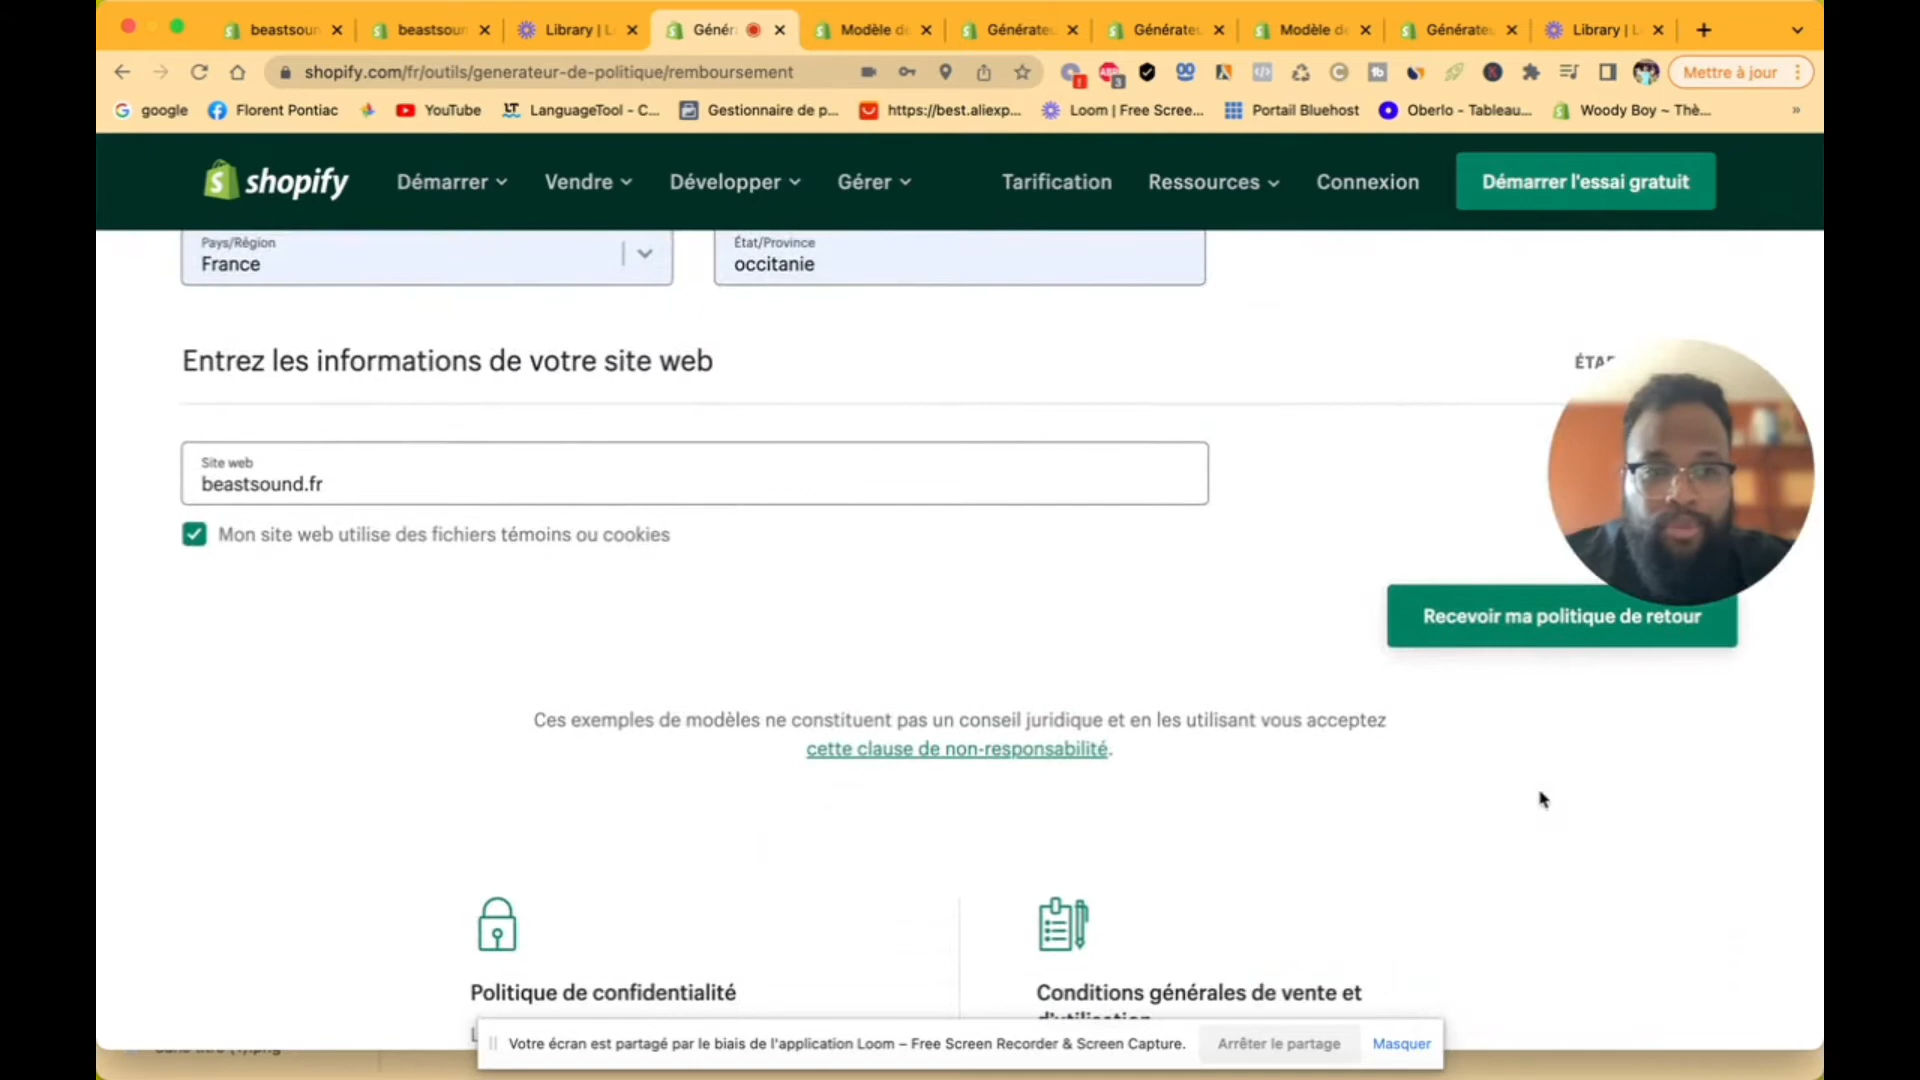 beastsoun
beastsoun
Library | L
Génér
Modèle d
Générate
Générate
Modèle d
Générate
Library | L
shopify.com/fr/outils/generateur-de-politique/remboursement
Mettre à jour
google
Florent Pontiac
YouTube
LanguageTool - C...
Gestionnaire de p...
https://best.aliexp...
Loom | Free Scree...
Portail Bluehost
Oberlo - Tableau...
Woody Boy ~ Thè...
»
shopify
Démarrer
Vendre
Développer
Gérer
Tarification
Ressources
Connexion
Démarrer l'essai gratuit
Pays/Région
France
État/Province
occitanie
Entrez les informations de votre site web
Site web
beastsound.fr
Mon site web utilise des fichiers témoins ou cookies
Recevoir ma politique de retour
Ces exemples de modèles ne constituent pas un conseil juridique et en les utilisant vous acceptez
cette clause de non-responsabilité.
Politique de confidentialité
Conditions générales de vente et
d'utilisation
Votre écran est partagé par le biais de l'application Loom – Free Screen Recorder & Screen Capture.
Arrêter le partage
Masquer